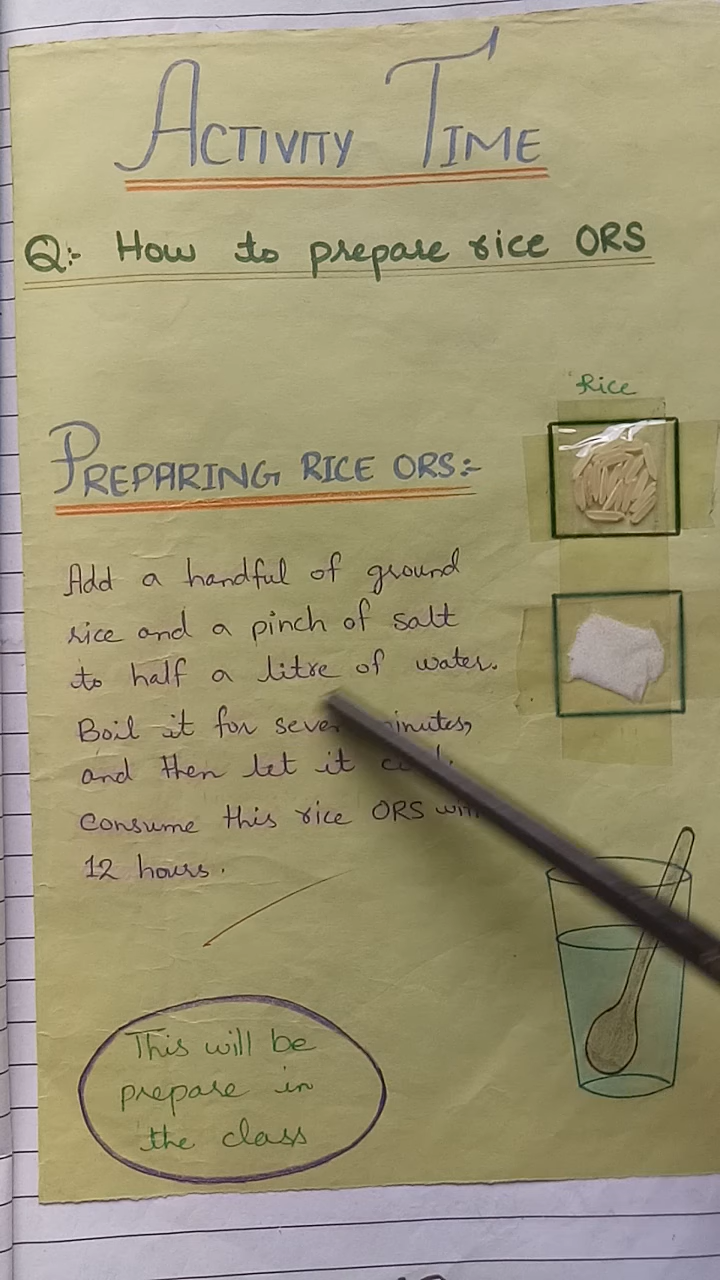 ACTIVITY TIME
Q:- How to prepare rice ORS
Rice
PREPARING RICE ORS:-
Add a handful of ground
rice and a pinch of salt
to half a litre of water.
Boil it for seven minutes,
and then let it
consume this rice ORS
12 hours.
This will be
prepare in
the class